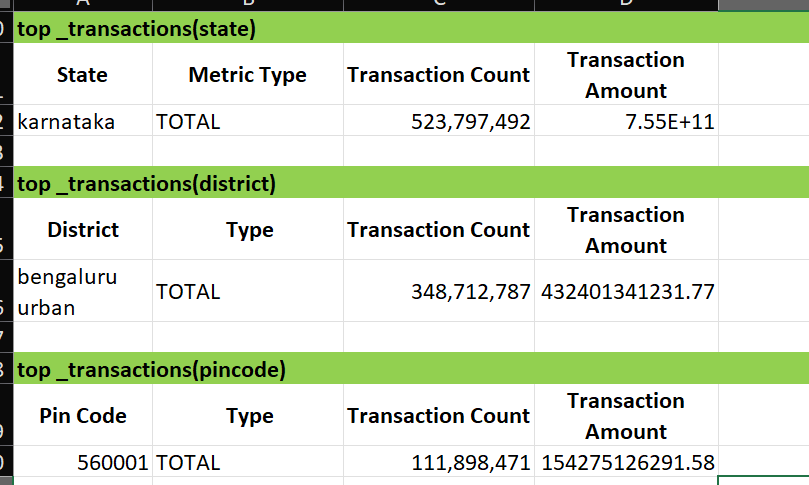 top _transactions(state)
State Metric Type Transaction Count Transaction Amount
karnataka TOTAL 523,797,492 7.55E+11
top _transactions(district)
District Type Transaction Count Transaction Amount
bengaluru urban TOTAL 348,712,787 432401341231.77
top _transactions(pincode)
Pin Code Type Transaction Count Transaction Amount
560001 TOTAL 111,898,471 154275126291.58